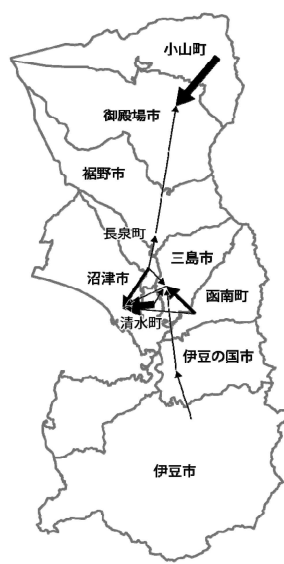 小山町
御殿場市
裾野市
長泉町
三島市
沼津市
函南町
清水町
伊豆の国市
伊豆市